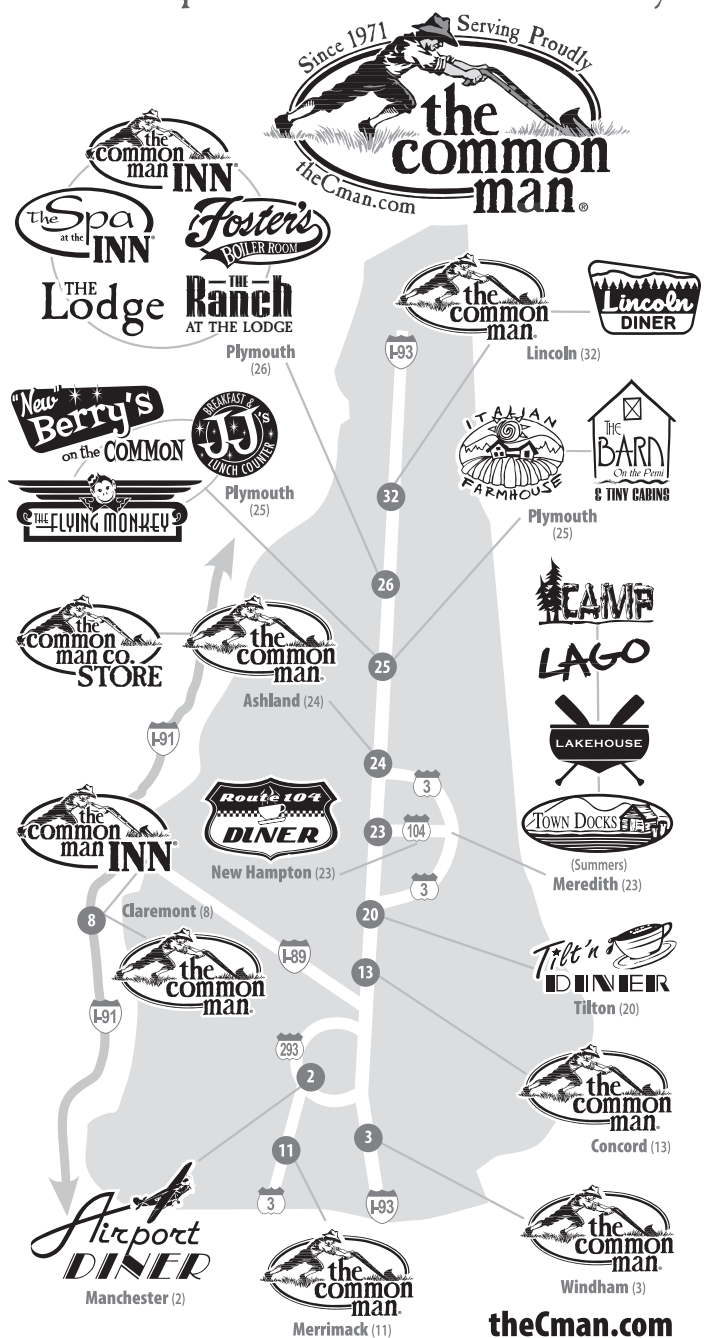 Since 1971
Serving Proudly
the
common
man®
theCman.com
the
common
man INN®
The Spa
at the INN®
Foster's
BOILER ROOM
THE
Lodge
THE
Ranch
AT THE LODGE
Plymouth
(26)
the
common
man®
Lincoln
DINER
Lincoln (32)
I-93
"New"
Berry's
on the COMMON
BREAKFAST &
JJ's
LUNCH COUNTER
THE FLYING MONKEY
Plymouth
(25)
ITALIAN
FARMHOUSE
THE
BARN
On the Pemi
& TINY CABINS
Plymouth
(25)
32
26
25
the
common
man co.
STORE
the
common
man®
Ashland (24)
CAMP
LAGO
LAKEHOUSE
TOWN DOCKS
(Summers)
Meredith (23)
I-91
24
3
23
104
3
20
Route 104
DINER
New Hampton (23)
the
common
man INN®
8
Claremont (8)
the
common
man®
I-89
13
I-91
Tilt'n
DINER
Tilton (20)
293
2
the
common
man®
Concord (13)
11
3
3
I-93
Airport
DINER
Manchester (2)
the
common
man®
Merrimack (11)
the
common
man®
Windham (3)
theCman.com